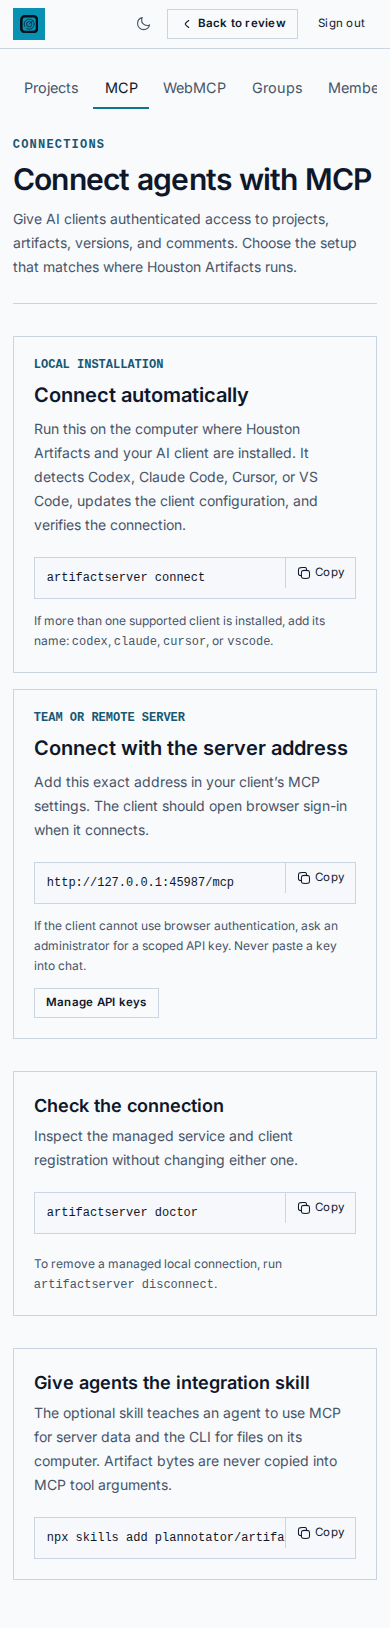 Back to review
Sign out
Projects
MCP
WebMCP
Groups
Membe
CONNECTIONS
Connect agents with MCP
Give AI clients authenticated access to projects,
artifacts, versions, and comments. Choose the setup
that matches where Houston Artifacts runs.
LOCAL INSTALLATION
Connect automatically
Run this on the computer where Houston
Artifacts and your AI client are installed. It
detects Codex, Claude Code, Cursor, or VS
Code, updates the client configuration, and
verifies the connection.
artifactserver connect
Copy
If more than one supported client is installed, add its
name: codex, claude, cursor, or vscode.
TEAM OR REMOTE SERVER
Connect with the server address
Add this exact address in your client's MCP
settings. The client should open browser sign-in
when it connects.
http://127.0.0.1:45987/mcp
Copy
If the client cannot use browser authentication, ask an
administrator for a scoped API key. Never paste a key
into chat.
Manage API keys
Check the connection
Inspect the managed service and client
registration without changing either one.
artifactserver doctor
Copy
To remove a managed local connection, run
artifactserver disconnect.
Give agents the integration skill
The optional skill teaches an agent to use MCP
for server data and the CLI for files on its
computer. Artifact bytes are never copied into
MCP tool arguments.
npx skills add plannotator/artifa
Copy